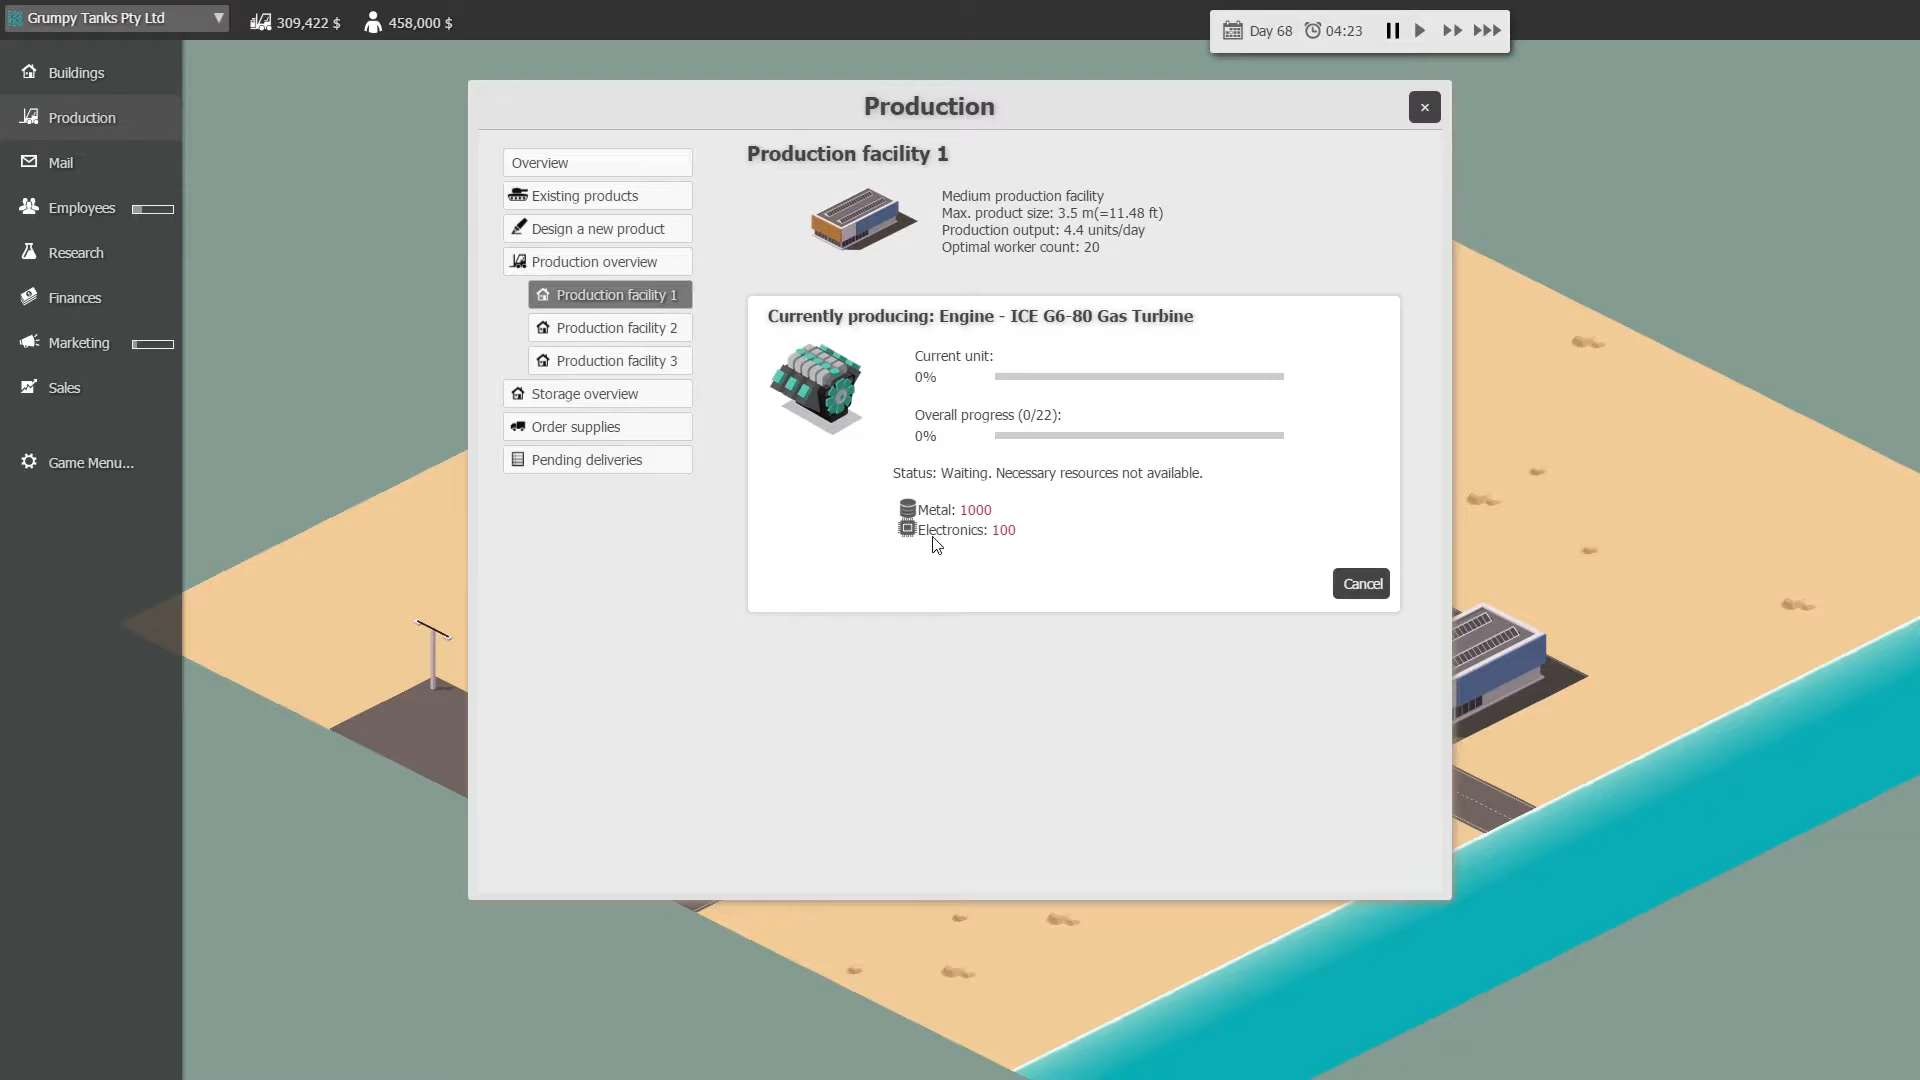 Grumpy Tanks Pty Ltd
309,422 $
458,000 $
Day 68
04:23
Buildings
Production
Mail
Employees
Research
Finances
Marketing
Sales
Game Menu...
Production
×
Overview
Existing products
Design a new product
Production overview
Production facility 1
Production facility 2
Production facility 3
Storage overview
Order supplies
Pending deliveries
Production facility 1
Medium production facility
Max. product size: 3.5 m(=11.48 ft)
Production output: 4.4 units/day
Optimal worker count: 20
Currently producing: Engine - ICE G6-80 Gas Turbine
Current unit:
0%
Overall progress (0/22):
0%
Status: Waiting. Necessary resources not available.
Metal: 1000
Electronics: 100
Cancel